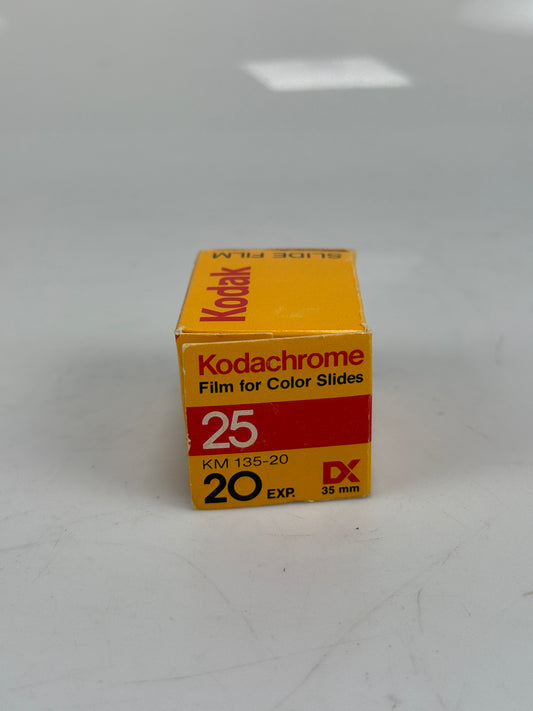 SLIDE FILM
Kodak
Kodachrome
Film for Color Slides
25
KM 135-20
20 EXP.
DX
35 mm